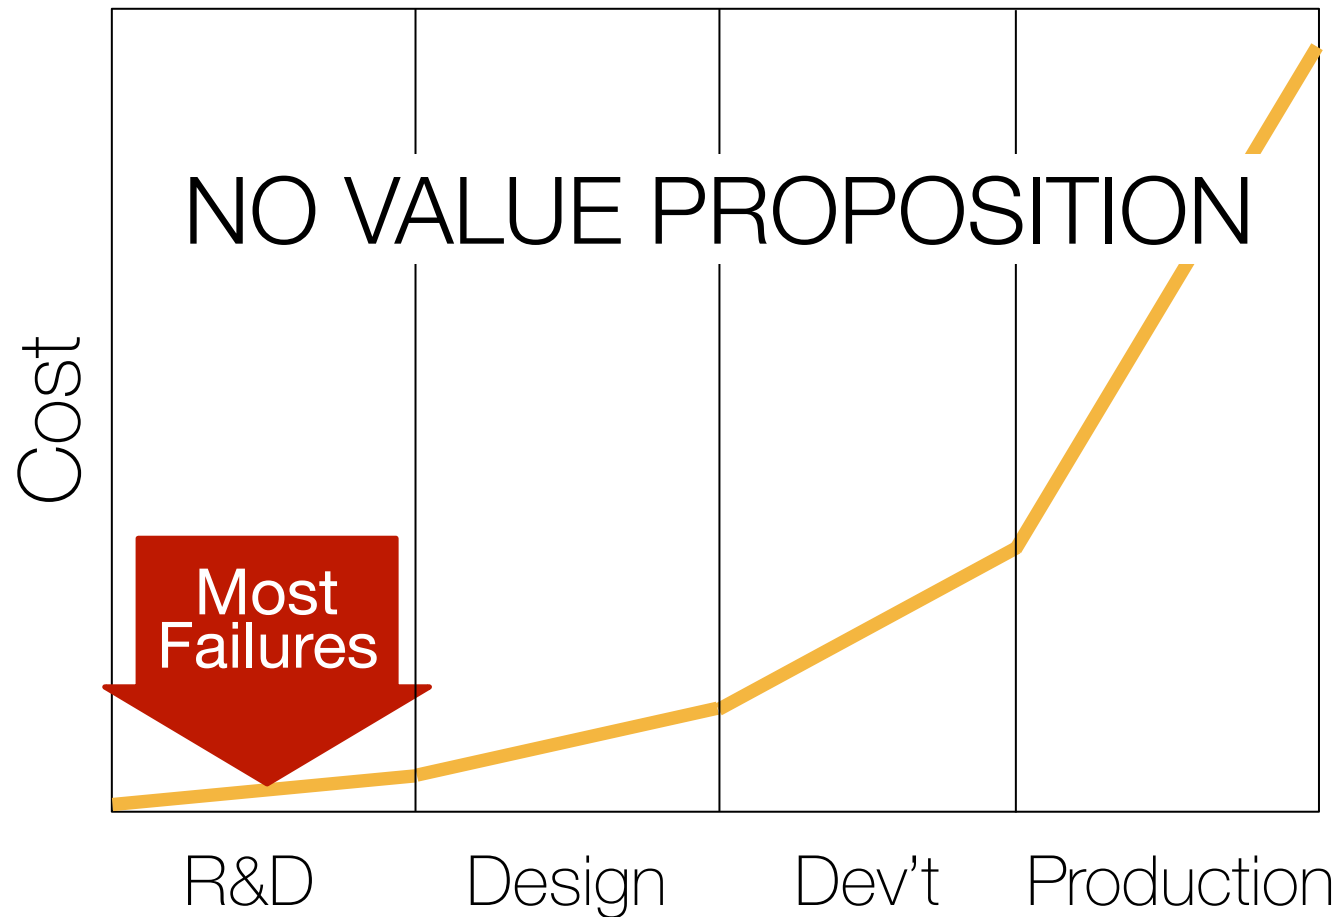 NO VALUE PROPOSITION
Cost
Most
Failures
R&D
Design
Dev’t
Production